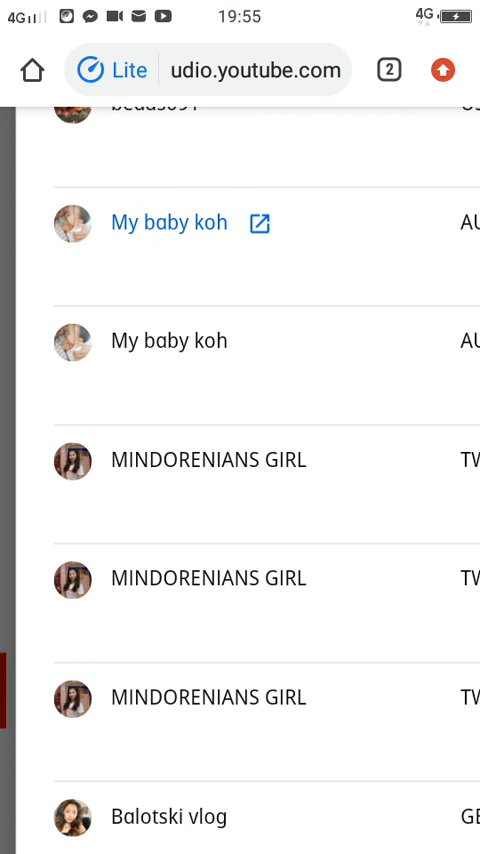 4G
19:55
4G
Lite
udio.youtube.com
2
My baby koh
AU
My baby koh
AU
MINDORENIANS GIRL
TW
MINDORENIANS GIRL
TW
MINDORENIANS GIRL
TW
Balotski vlog
GE